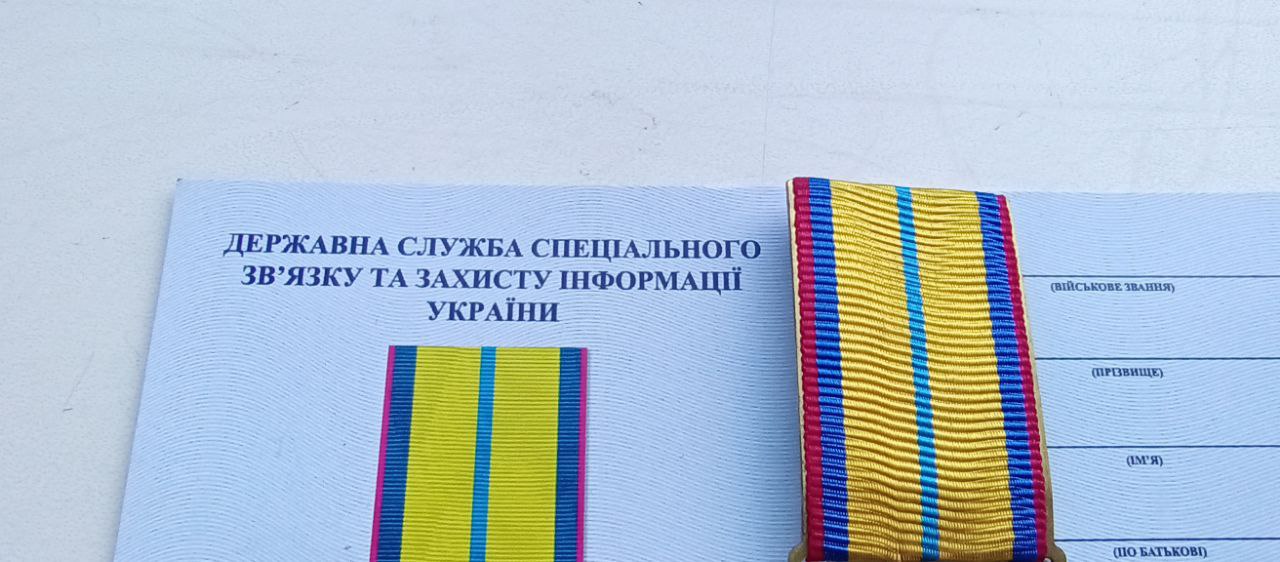 ДЕРЖАВНА СЛУЖБА СПЕЦІАЛЬНОГО
ЗВ’ЯЗКУ ТА ЗАХИСТУ ІНФОРМАЦІЇ
УКРАЇНИ
(ВІЙСЬКОВЕ ЗВАННЯ)
(ПРІЗВИЩЕ)
(ІМ’Я)
(ПО БАТЬКОВІ)